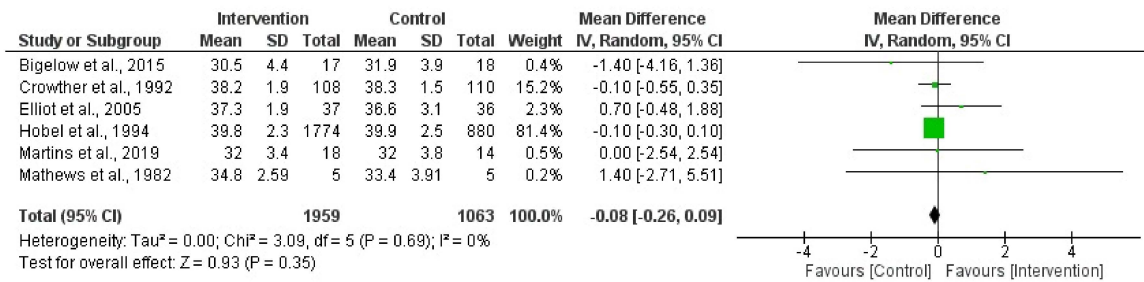 Intervention Control Mean Difference Mean Difference
Study or Subgroup Mean SD Total Mean SD Total Weight IV, Random, 95% CI IV, Random, 95% CI
Bigelow et al., 2015 30.5 4.4 17 31.9 3.9 18 0.4% -1.40 [-4.16, 1.36]
Crowther et al., 1992 38.2 1.9 108 38.3 1.5 110 15.2% -0.10 [-0.55, 0.35]
Elliot et al., 2005 37.3 1.9 37 36.6 3.1 36 2.3% 0.70 [-0.48, 1.88]
Hobel et al., 1994 39.8 2.3 1774 39.9 2.5 880 81.4% -0.10 [-0.30, 0.10]
Martins et al., 2019 32 3.4 18 32 3.8 14 0.5% 0.00 [-2.54, 2.54]
Mathews et al., 1982 34.8 2.59 5 33.4 3.91 5 0.2% 1.40 [-2.71, 5.51]
Total (95% CI) 1959 1063 100.0% -0.08 [-0.26, 0.09]
Heterogeneity: Tau² = 0.00; Chi² = 3.09, df = 5 (P = 0.69); I² = 0%
Test for overall effect: Z = 0.93 (P = 0.35)
-4 -2 0 2 4
Favours [Control] Favours [Intervention]